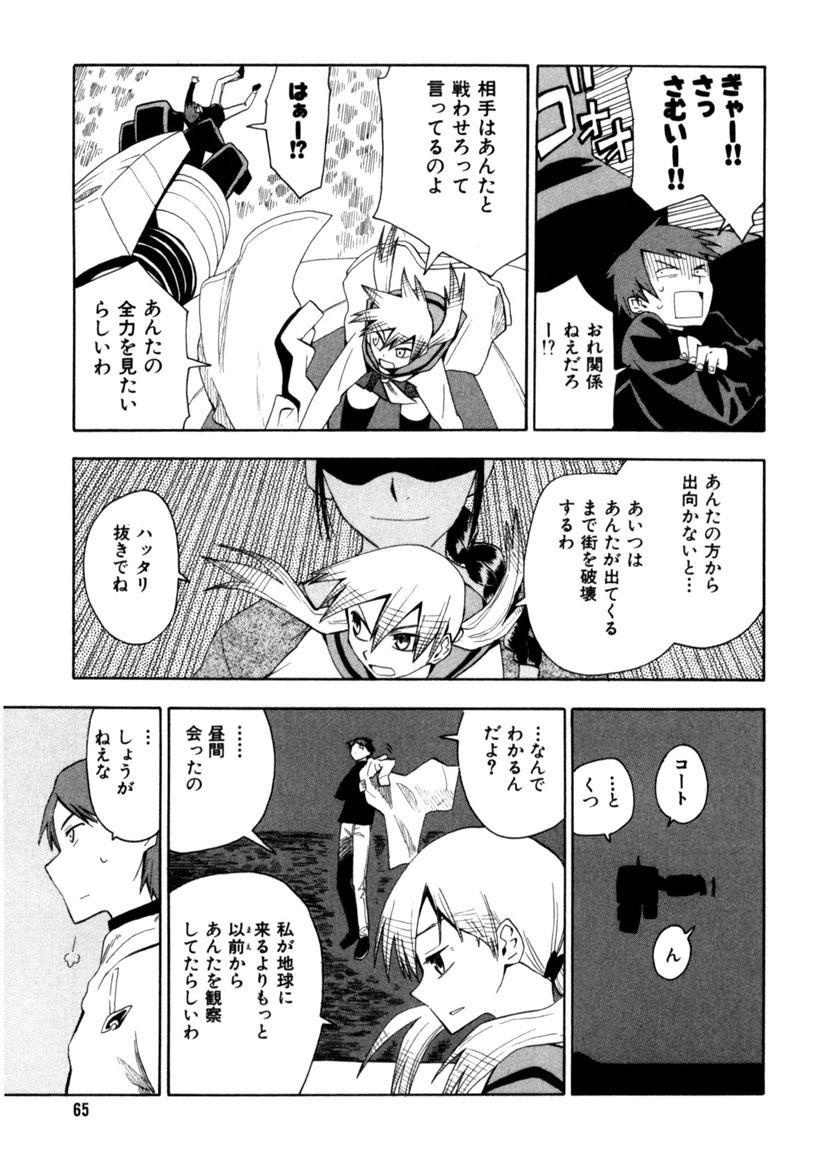 ぎゃー!!
さっ
さむいー!!
ゴオオ
おれ関係
ねぇだろ
ー!?
相手はあんたと
戦わせろって
言ってるのよ
はぁー!?
あんたの
全力を見たい
らしいわ
あんたの方から
出向かないと…
あいつは
あんたが出てくる
まで街を破壊
するわ
ハッタリ
抜きでね
コート
…と
くっ
ん
…なんで
わかるん
だよ?
……
昼間
会ったの
私が地球に
来るよりもっと
以前から
まえ
あんたを観察
してたらしいわ
…
しょうが
ねえな
65